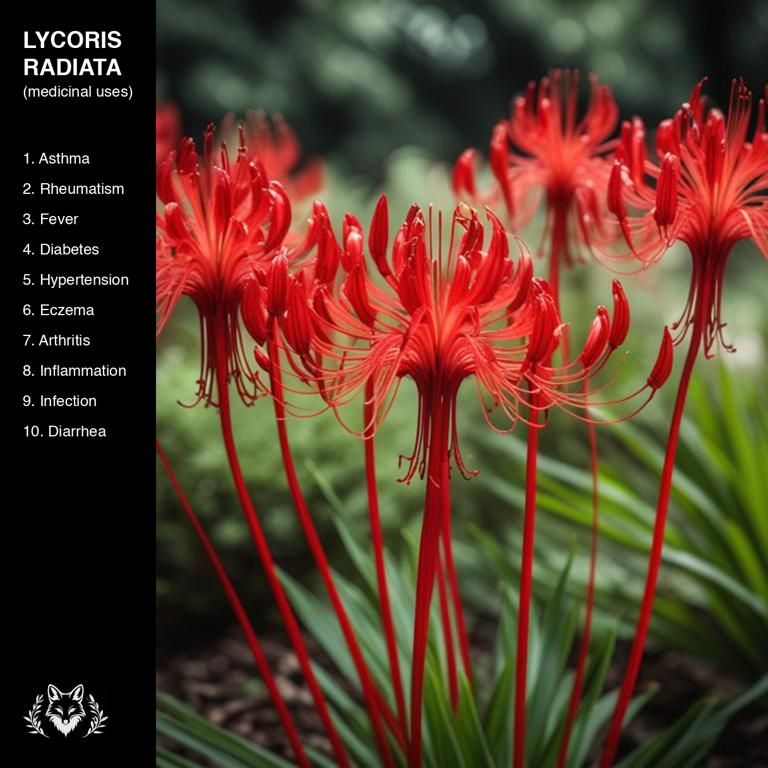 LYCORIS
RADIATA
(medicinal uses)
1. Asthma
2. Rheumatism
3. Fever
4. Diabetes
5. Hypertension
6. Eczema
7. Arthritis
8. Inflammation
9. Infection
10. Diarrhea